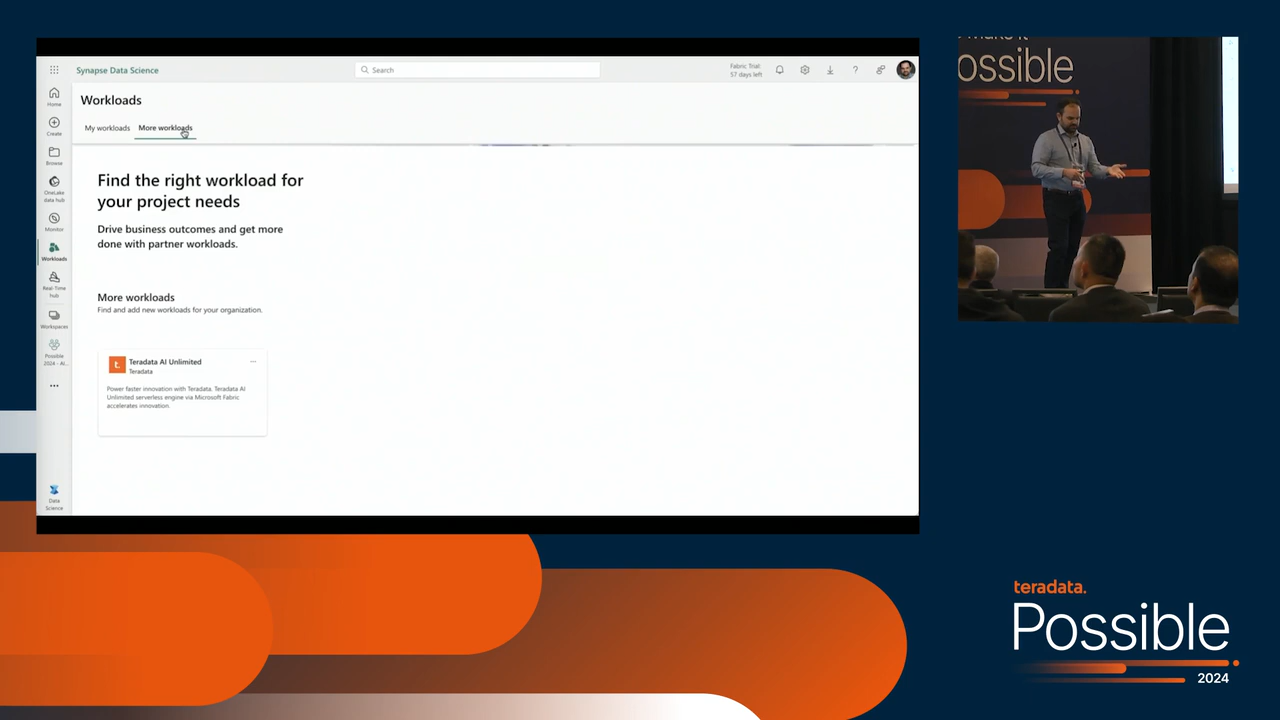 Synapse Data Science
Search
Fabric Trial:
57 days left
?
Home
Create
Browse
OneLake
data hub
Monitor
Workloads
Real-Time
hub
Workspaces
Possible
2024 - AI...
Data
Science
Workloads
My workloads
More workloads
Find the right workload for
your project needs
Drive business outcomes and get more
done with partner workloads.
More workloads
Find and add new workloads for your organization.
t.
Teradata AI Unlimited
Teradata
Power faster innovation with Teradata. Teradata AI
Unlimited serverless engine via Microsoft Fabric
accelerates innovation.
ossible
teradata.
Possible
2024